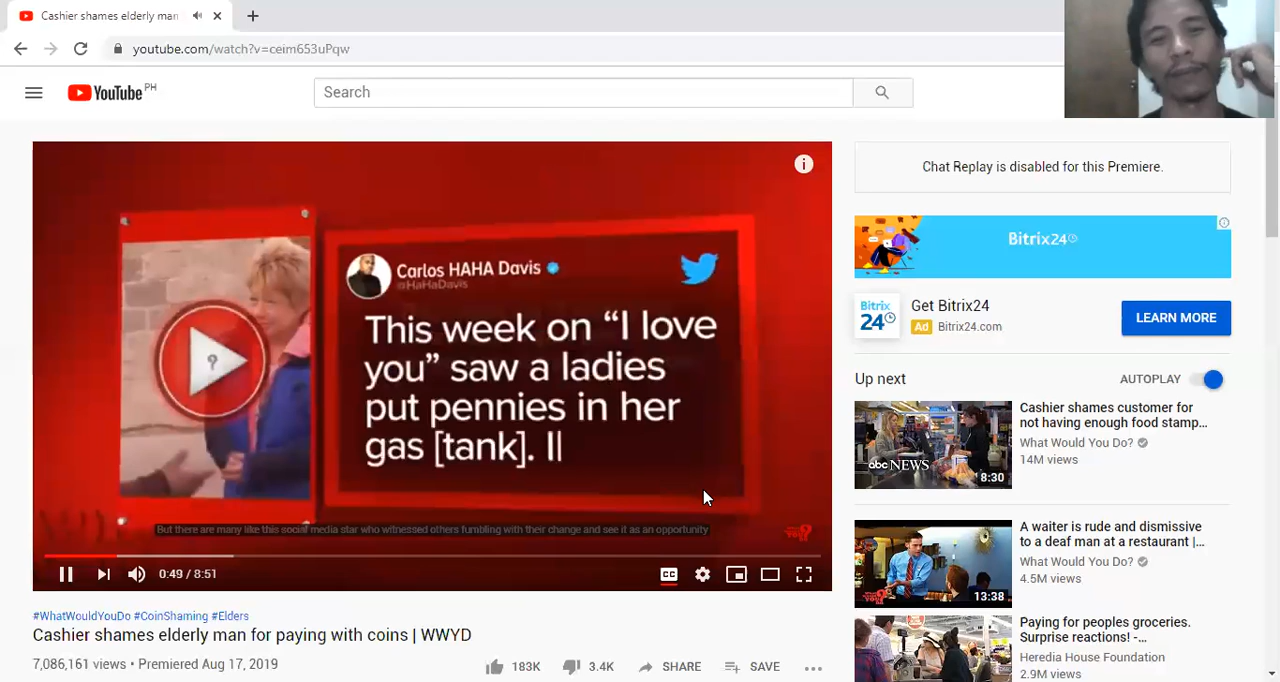 Cashier shames elderly man
youtube.com/watch?v=ceim653uPqw
YouTube PH
Search
Carlos HAHA Davis
@HaHaDavis
This week on “I love
you” saw a ladies
put pennies in her
gas [tank]. I
But there are many like this social media star who witnessed others fumbling with their change and see it as an opportunity
CC
0:49 / 8:51
#WhatWouldYouDo #CoinShaming #Elders
Cashier shames elderly man for paying with coins | WWYD
7,086,161 views • Premiered Aug 17, 2019
183K
3.4K
SHARE
SAVE
Chat Replay is disabled for this Premiere.
Bitrix24
Bitrix
24
Get Bitrix24
Ad Bitrix24.com
LEARN MORE
Up next
AUTOPLAY
abc NEWS
8:30
Cashier shames customer for
not having enough food stamp...
What Would You Do?
14M views
13:38
A waiter is rude and dismissive
to a deaf man at a restaurant |...
What Would You Do?
4.5M views
Paying for peoples groceries.
Surprise reactions! -...
Heredia House Foundation
2.9M views